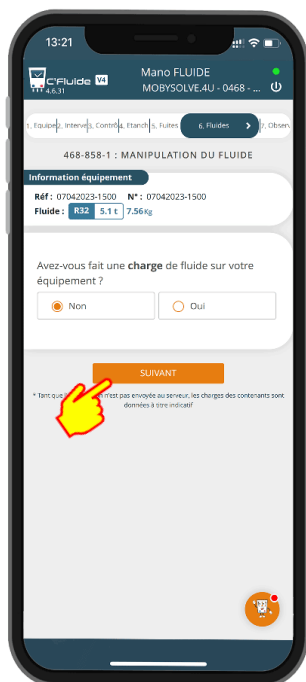 13:21
C'Fluide V4
4.6.31
Mano FLUIDE
MOBYSOLVE.4U - 0468 - ...
1, Equipe
2, Interve
3, Contrô
4, Etanch
5, Fuites
6, Fluides
7, Observ
468-858-1 : MANIPULATION DU FLUIDE
Information équipement
Réf : 07042023-1500 N° : 07042023-1500
Fluide : R32 5.1 t 7.56Kg
Avez-vous fait une charge de fluide sur votre
équipement ?
Non
Oui
SUIVANT
* Tant que n n'est pas envoyée au serveur, les charges des contenants sont
données à titre indicatif